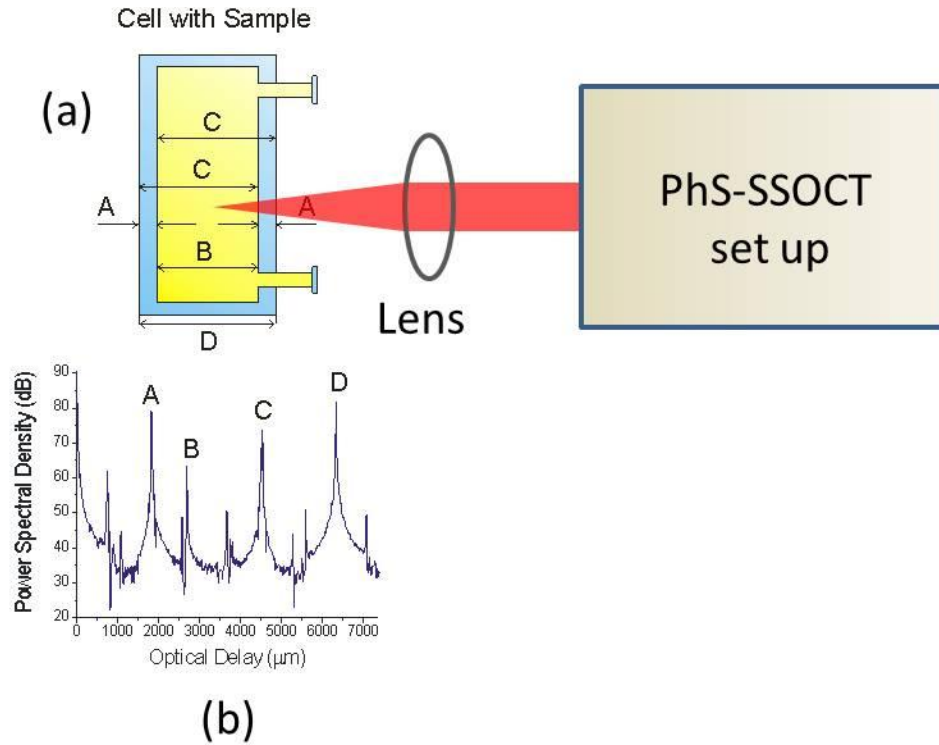 Cell with Sample
(a)
C
C
A
A
B
D
Lens
PhS-SSOCT
set up
90
80
70
60
50
40
30
20
Power Spectral Density (dB)
A
B
C
D
0 1000 2000 3000 4000 5000 6000 7000
Optical Delay (μm)
(b)